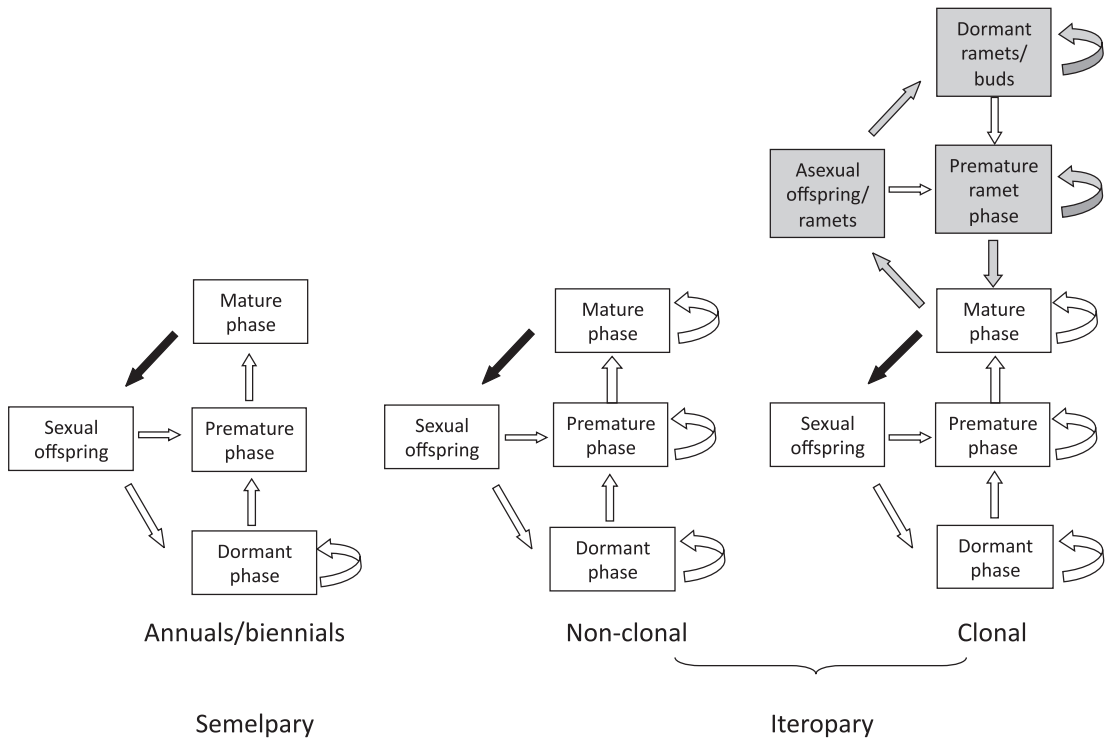 Dormant
ramets/
buds
Asexual
offspring/
ramets
Premature
ramet
phase
Mature
phase
Sexual
offspring
Premature
phase
Dormant
phase
Annuals/biennials
Mature
phase
Sexual
offspring
Premature
phase
Dormant
phase
Non-clonal
Mature
phase
Sexual
offspring
Premature
phase
Dormant
phase
Clonal
Semelpary
Iteropary